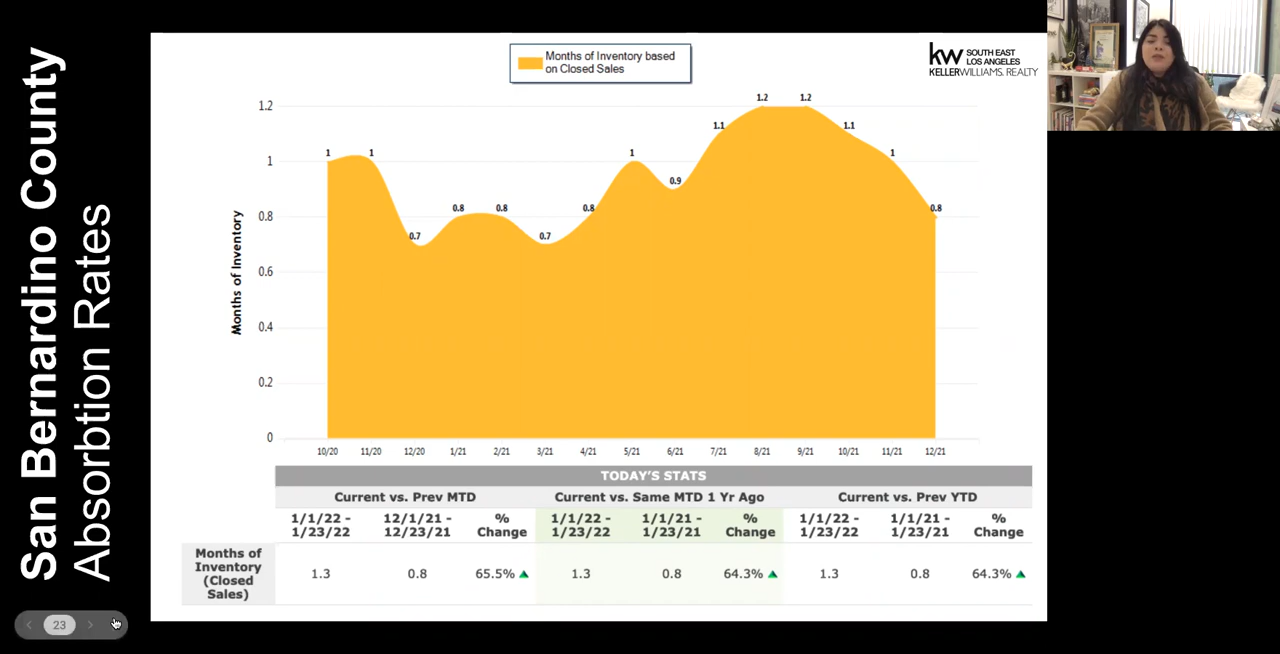 San Bernardino County
Absorbtion Rates
Months of Inventory based
on Closed Sales
kw SOUTH EAST
LOS ANGELES
KELLERWILLIAMS. REALTY
Months of Inventory
1.2
1
0.8
0.6
0.4
0.2
0
1
1
0.7
0.8
0.8
0.7
0.8
1
0.9
1.1
1.2
1.2
1.1
1
0.8
10/20 11/20 12/20 1/21 2/21 3/21 4/21 5/21 6/21 7/21 8/21 9/21 10/21 11/21 12/21
TODAY'S STATS
Current vs. Prev MTD Current vs. Same MTD 1 Yr Ago Current vs. Prev YTD
1/1/22 - 12/1/21 - % 1/1/22 - 1/1/21 - % 1/1/22 - 1/1/21 - %
1/23/22 12/23/21 Change 1/23/22 1/23/21 Change 1/23/22 1/23/21 Change
Months of
Inventory
(Closed
Sales)
1.3 0.8 65.5% 1.3 0.8 64.3% 1.3 0.8 64.3%
23